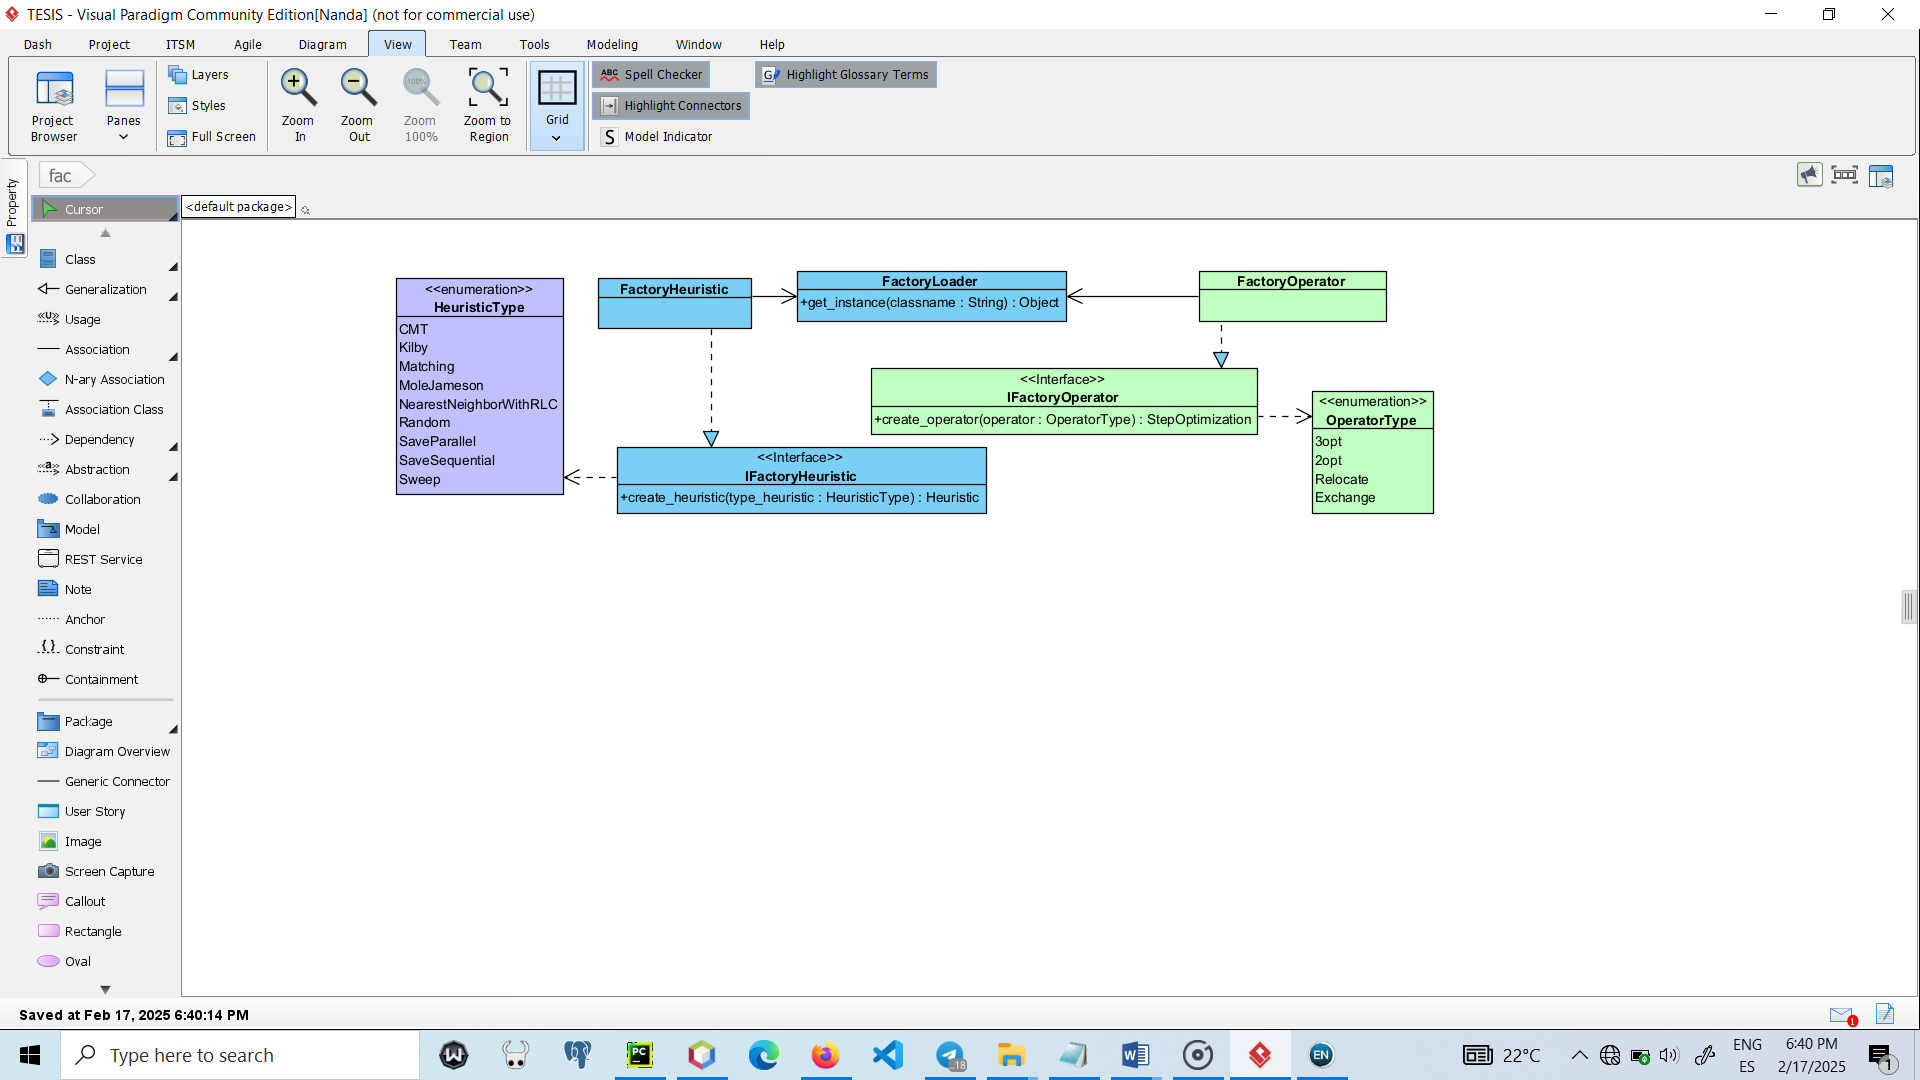 TESIS - Visual Paradigm Community Edition[Nanda] (not for commercial use)
Dash
Project
ITSM
Agile
Diagram
View
Team
Tools
Modeling
Window
Help
Project
Browser
Panes
Layers
Styles
Full Screen
Zoom
In
Zoom
Out
100%
Zoom
100%
Zoom to
Region
Grid
ABC Spell Checker
Highlight Connectors
S Model Indicator
G Highlight Glossary Terms
Property
fac
<default package>
Cursor
Class
Generalization
Usage
Association
N-ary Association
Association Class
Dependency
Abstraction
Collaboration
Model
REST Service
Note
Anchor
Constraint
Containment
Package
Diagram Overview
Generic Connector
User Story
Image
Screen Capture
Callout
Rectangle
Oval
<<enumeration>>
HeuristicType
CMT
Kilby
Matching
MoleJameson
NearestNeighborWithRLC
Random
SaveParallel
SaveSequential
Sweep
FactoryHeuristic
FactoryLoader
+get_instance(classname : String) : Object
FactoryOperator
<<Interface>>
IFactoryOperator
+create_operator(operator : OperatorType) : StepOptimization
<<enumeration>>
OperatorType
3opt
2opt
Relocate
Exchange
<<Interface>>
IFactoryHeuristic
+create_heuristic(type_heuristic : HeuristicType) : Heuristic
Saved at Feb 17, 2025 6:40:14 PM
1
Type here to search
PC
18
W
EN
22°C
ENG
ES
6:40 PM
2/17/2025
1